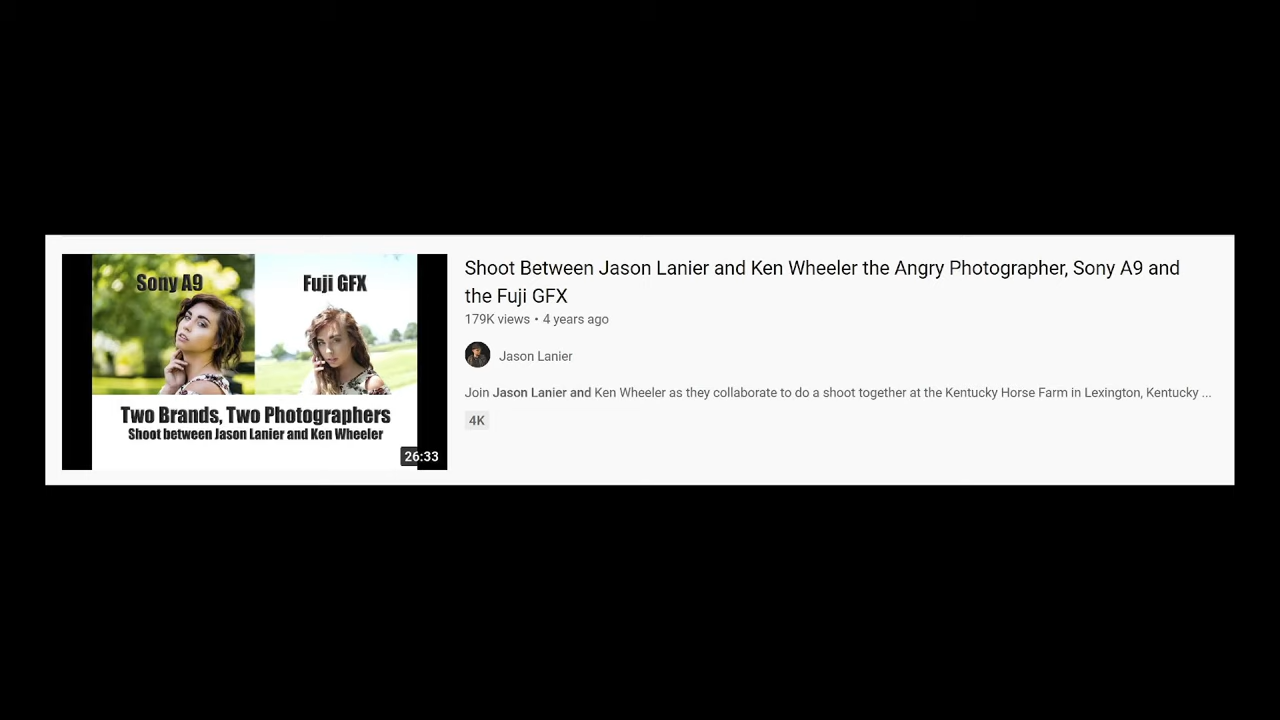 Sony A9
Fuji GFX
Two Brands, Two Photographers
Shoot between Jason Lanier and Ken Wheeler
26:33
Shoot Between Jason Lanier and Ken Wheeler the Angry Photographer, Sony A9 and
the Fuji GFX
179K views • 4 years ago
Jason Lanier
Join Jason Lanier and Ken Wheeler as they collaborate to do a shoot together at the Kentucky Horse Farm in Lexington, Kentucky ...
4K